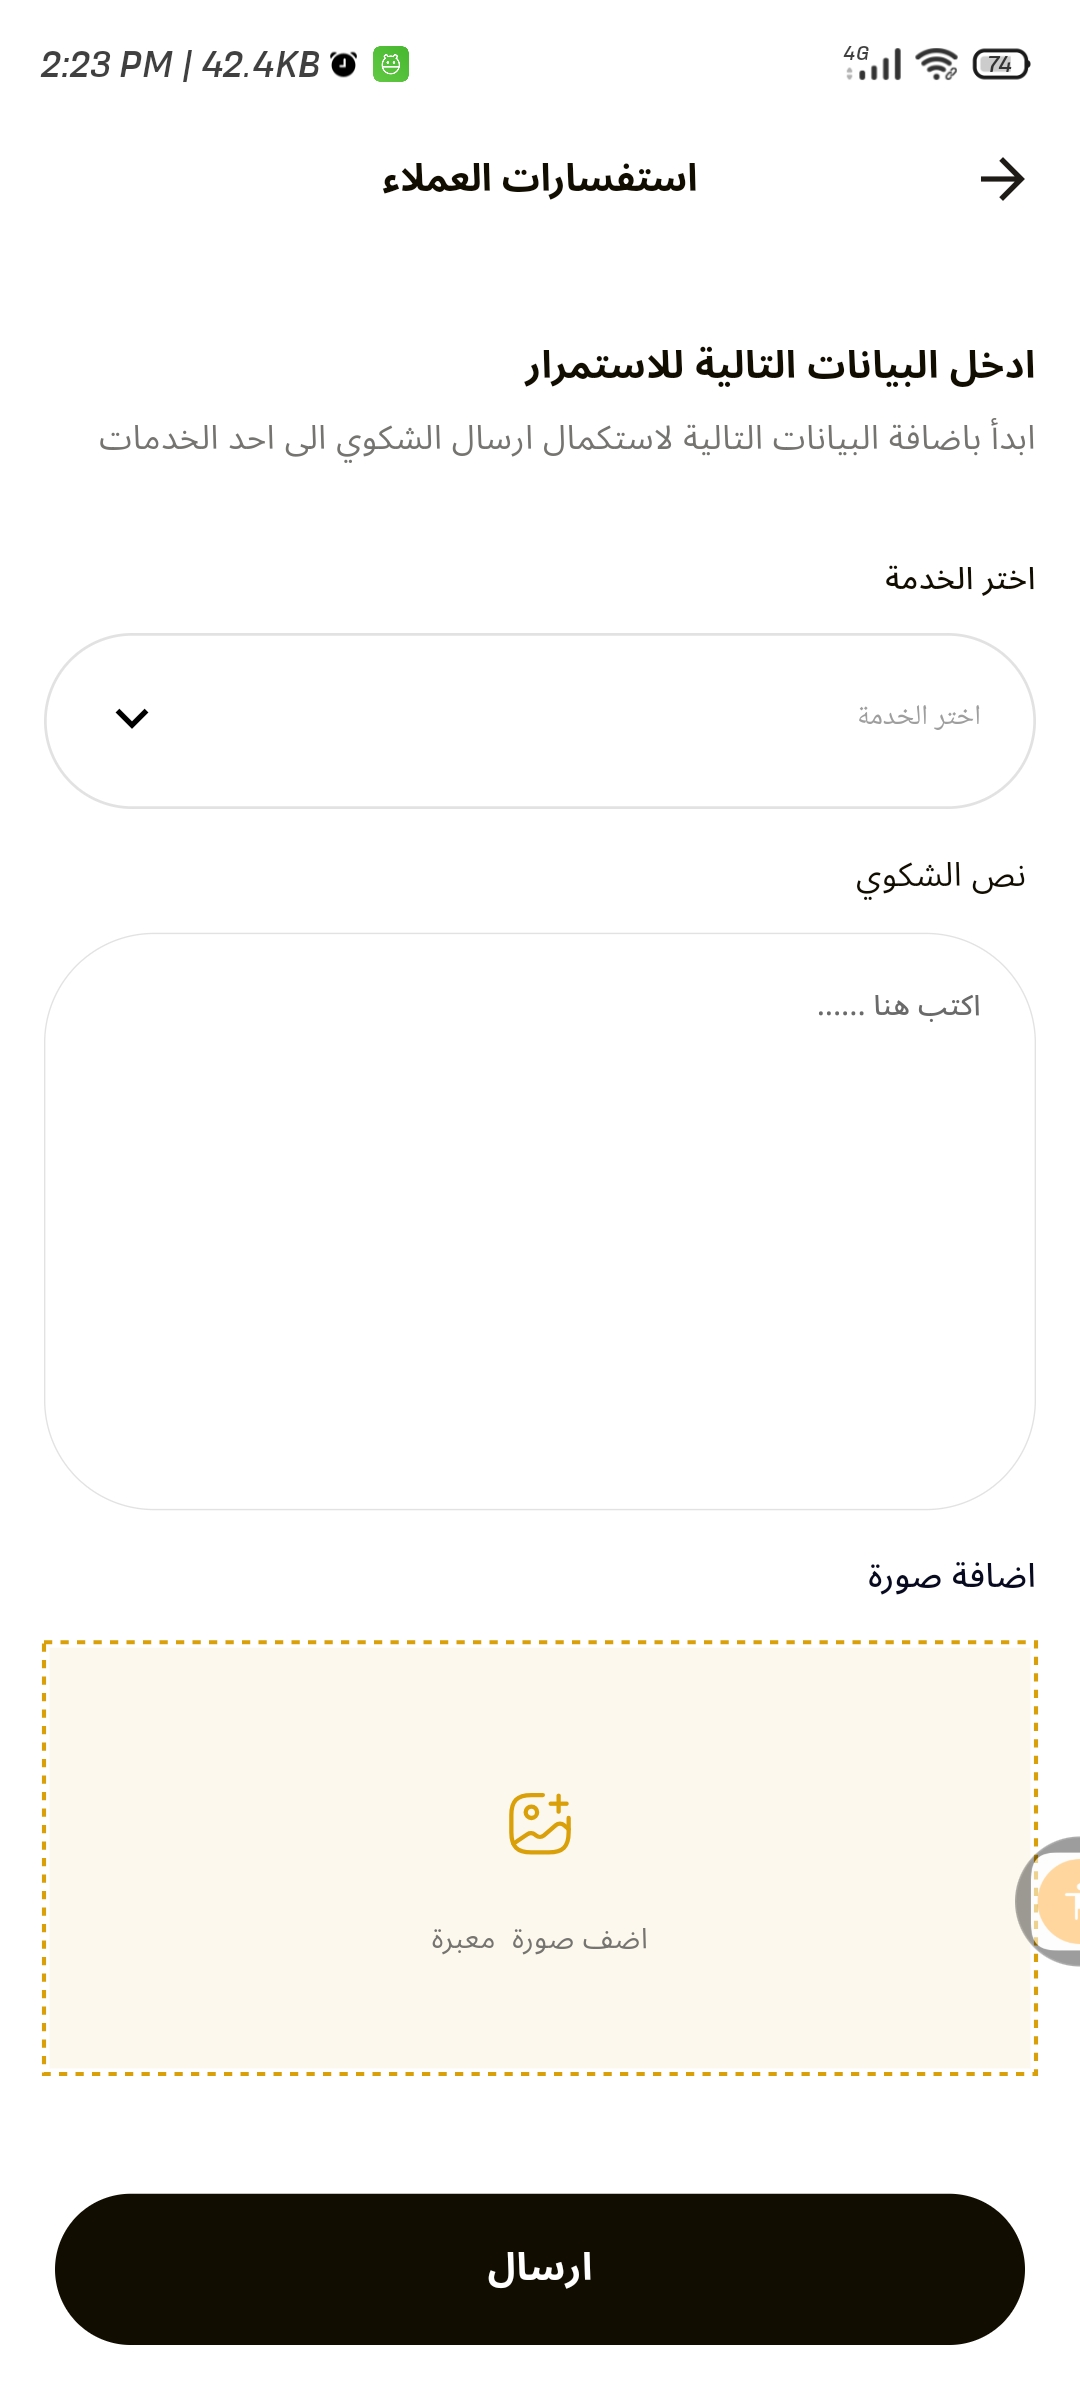 2:23 PM | 42.4KB
4G
74
استفسارات العملاء
ادخل البيانات التالية للاستمرار
ابدأ باضافة البيانات التالية لاستكمال ارسال الشكوي الى احد الخدمات
اختر الخدمة
اختر الخدمة
نص الشكوي
اكتب هنا ......
اضافة صورة
اضف صورة  معبرة
ارسال